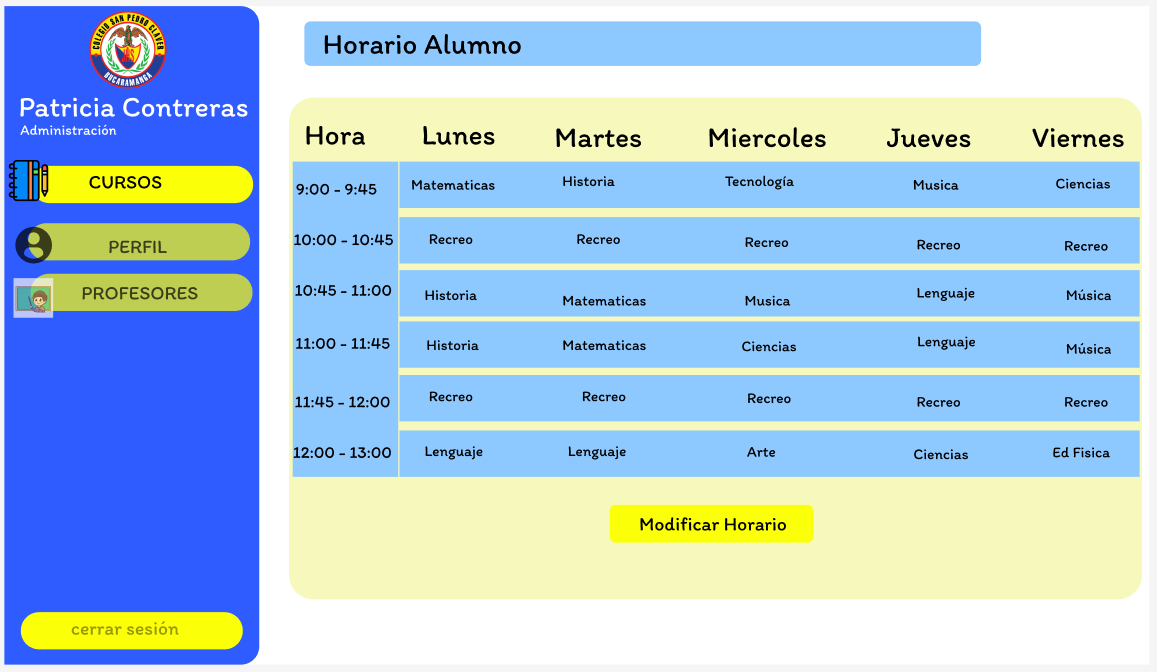 COLEGIO SAN PEDRO CLAVER
BUCARAMANGA
Patricia Contreras
Administración
CURSOS
PERFIL
PROFESORES
cerrar sesión
Horario Alumno
Hora Lunes Martes Miercoles Jueves Viernes
9:00 - 9:45 Matematicas Historia Tecnología Musica Ciencias
10:00 - 10:45 Recreo Recreo Recreo Recreo Recreo
10:45 - 11:00 Historia Matematicas Musica Lenguaje Música
11:00 - 11:45 Historia Matematicas Ciencias Lenguaje Música
11:45 - 12:00 Recreo Recreo Recreo Recreo Recreo
12:00 - 13:00 Lenguaje Lenguaje Arte Ciencias Ed Fisica
Modificar Horario